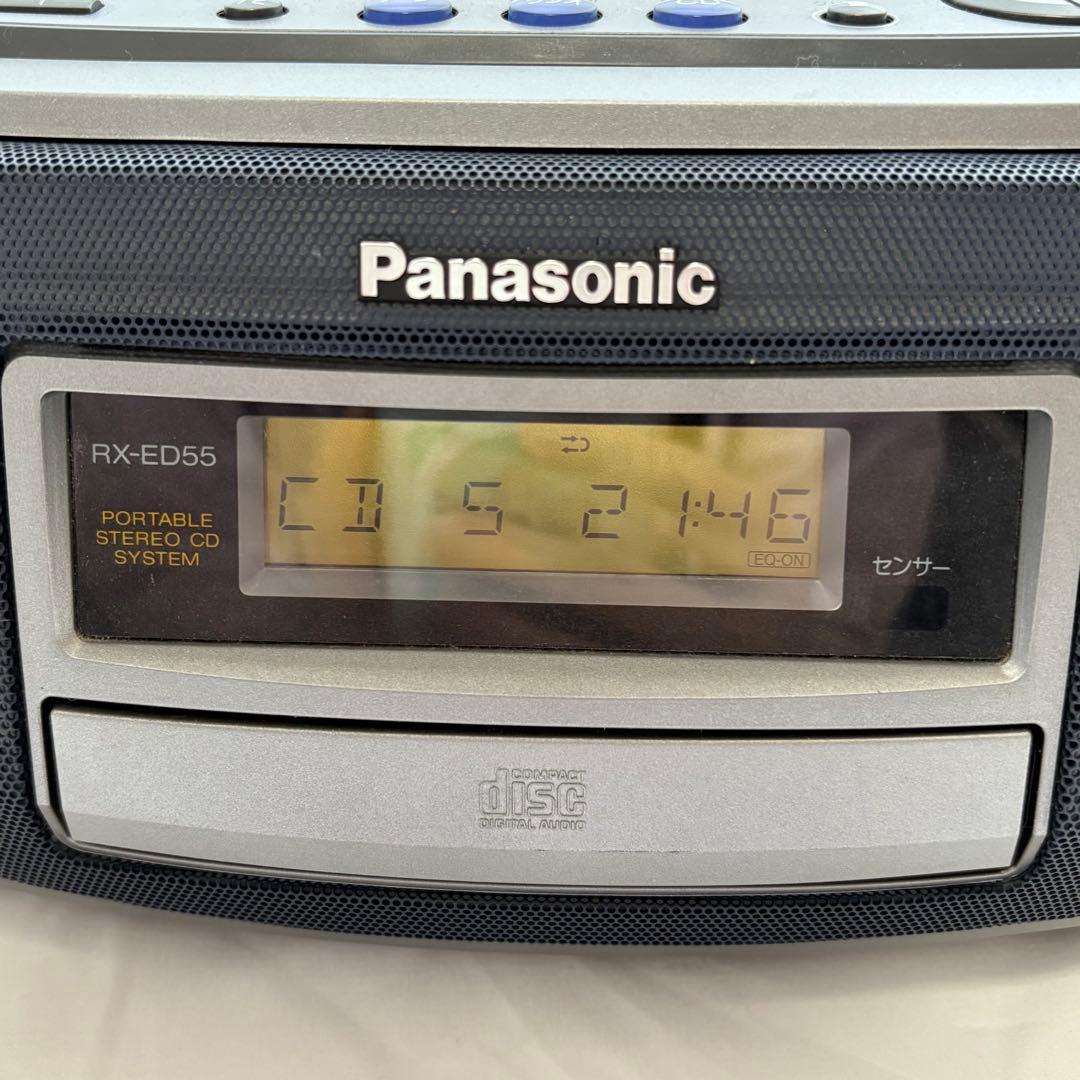 Panasonic
RX-ED55
PORTABLE
STEREO CD
SYSTEM
CD 5 21:46
EQ-ON
センサー
COMPACT
disc
DIGITAL AUDIO